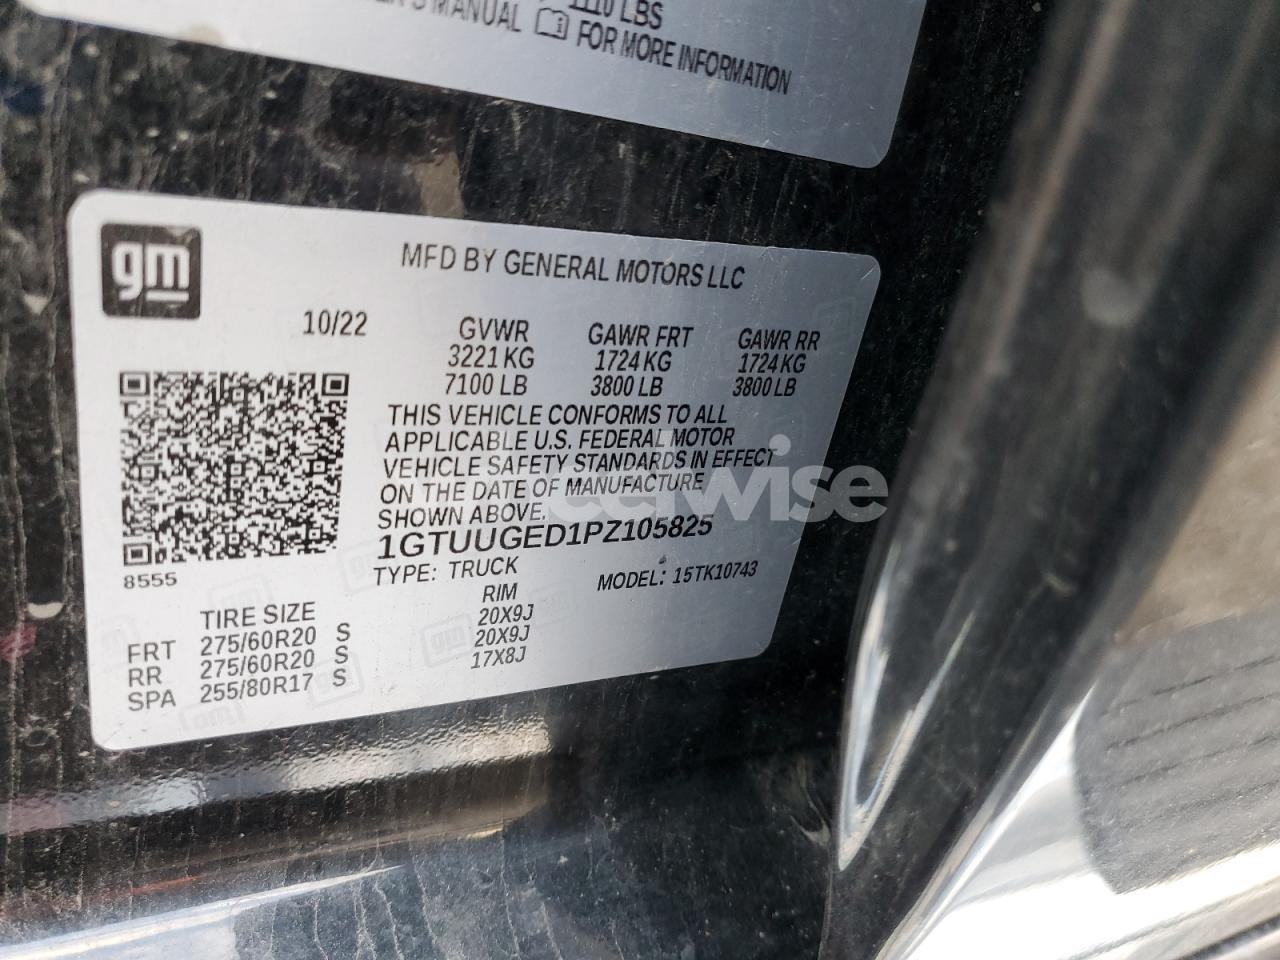 LBS
'S MANUAL FOR MORE INFORMATION
gm
MFD BY GENERAL MOTORS LLC
10/22 GVWR GAWR FRT GAWR RR
3221 KG 1724 KG 1724 KG
7100 LB 3800 LB 3800 LB
THIS VEHICLE CONFORMS TO ALL
APPLICABLE U.S. FEDERAL MOTOR
VEHICLE SAFETY STANDARDS IN EFFECT
ON THE DATE OF MANUFACTURE
SHOWN ABOVE.
1GTUUGED1PZ105825
8555 TYPE: TRUCK MODEL: 15TK10743
TIRE SIZE RIM
FRT 275/60R20 S 20X9J
RR 275/60R20 S 20X9J
SPA 255/80R17 S 17X8J